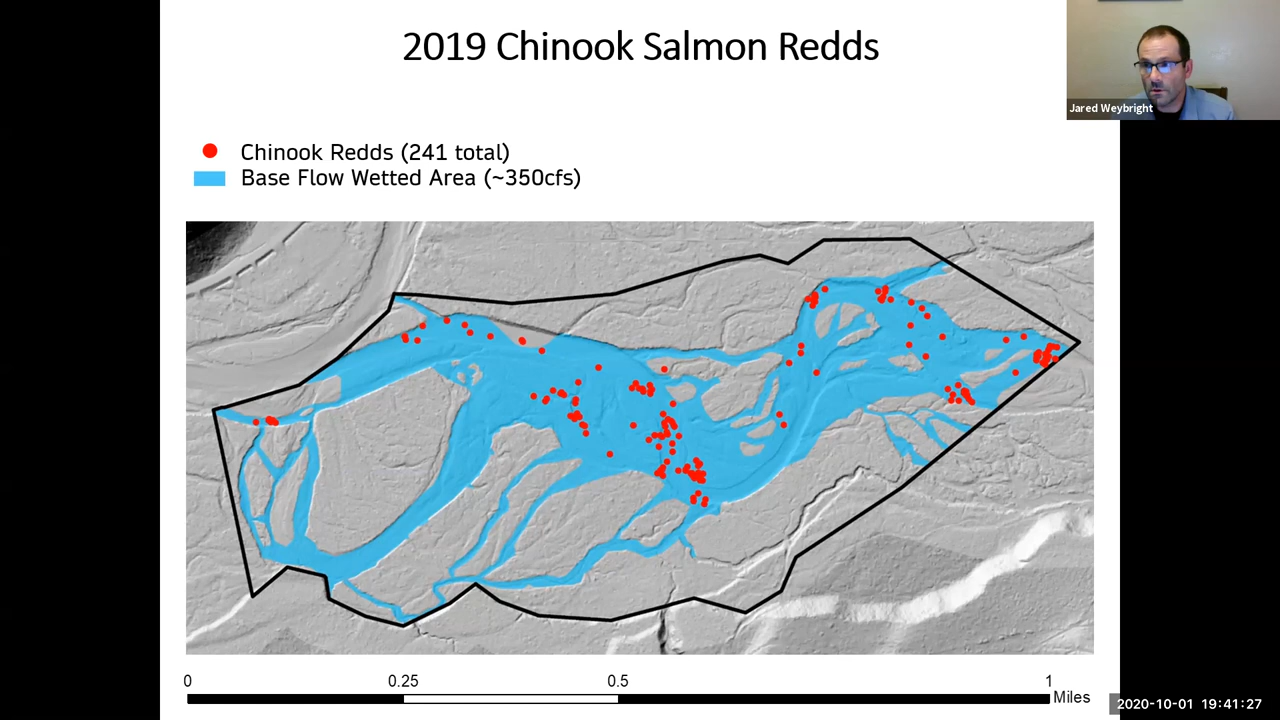 2019 Chinook Salmon Redds
Jared Weybright
Chinook Redds (241 total)
Base Flow Wetted Area (~350cfs)
0 0.25 0.5 1
Miles
2020-10-01 19:41:27